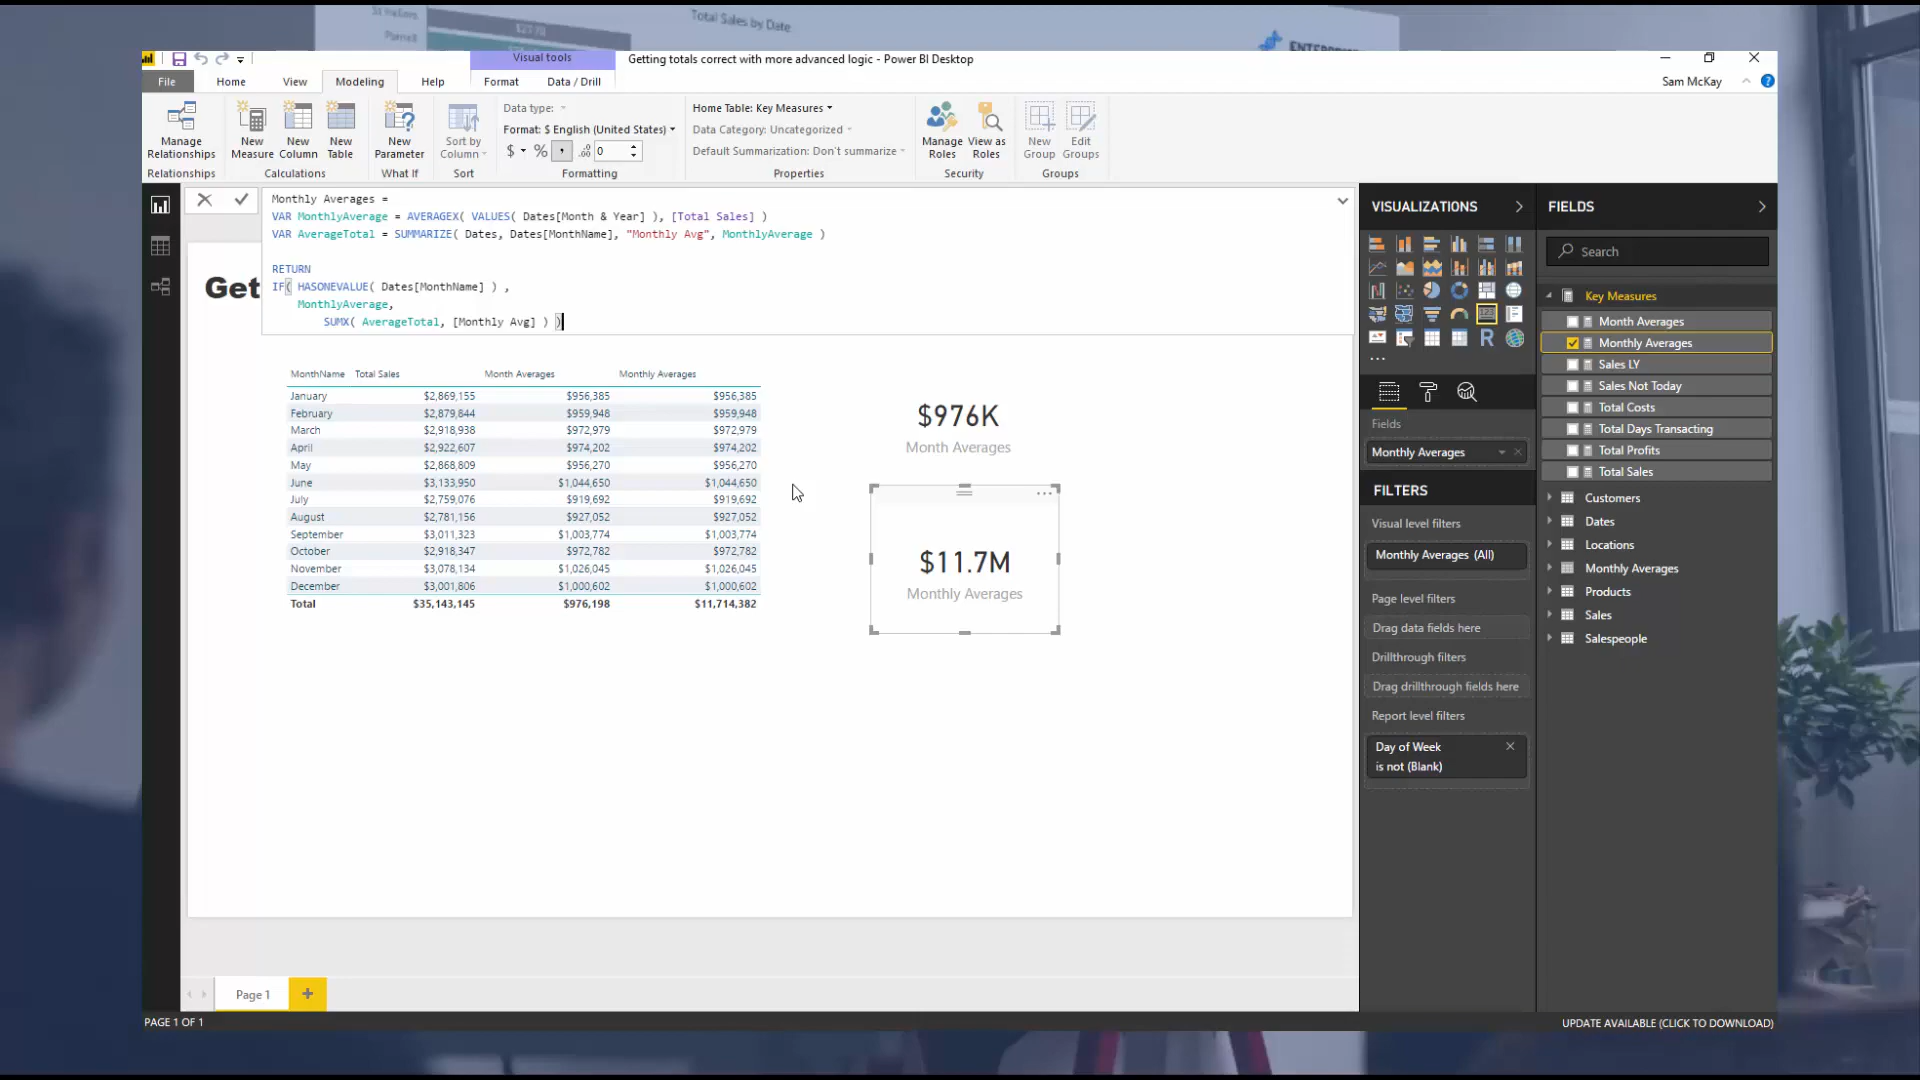 Total Sales by Date
Parnell
ENTERPRISE
Visual tools
Getting totals correct with more advanced logic - Power BI Desktop
File
Home
View
Modeling
Help
Format
Data / Drill
Sam McKay
Manage Relationships
New Measure
New Column
New Table
New Parameter
Sort by Column
Data type:
Format: $ English (United States)
$ % , .00 0
Home Table: Key Measures
Data Category: Uncategorized
Default Summarization: Don't summarize
Manage Roles
View as Roles
New Group
Edit Groups
Relationships
Calculations
What If
Sort
Formatting
Properties
Security
Groups
Monthly Averages =
VAR MonthlyAverage = AVERAGEX( VALUES( Dates[Month & Year] ), [Total Sales] )
VAR AverageTotal = SUMMARIZE( Dates, Dates[MonthName], "Monthly Avg", MonthlyAverage )
RETURN
IF( HASONEVALUE( Dates[MonthName] ) ,
MonthlyAverage,
SUMX( AverageTotal, [Monthly Avg] ) )
Get
MonthName Total Sales Month Averages Monthly Averages
January $2,869,155 $956,385 $956,385
February $2,879,844 $959,948 $959,948
March $2,918,938 $972,979 $972,979
April $2,922,607 $974,202 $974,202
May $2,868,809 $956,270 $956,270
June $3,133,950 $1,044,650 $1,044,650
July $2,759,076 $919,692 $919,692
August $2,781,156 $927,052 $927,052
September $3,011,323 $1,003,774 $1,003,774
October $2,918,347 $972,782 $972,782
November $3,078,134 $1,026,045 $1,026,045
December $3,001,806 $1,000,602 $1,000,602
Total $35,143,145 $976,198 $11,714,382
$976K
Month Averages
$11.7M
Monthly Averages
VISUALIZATIONS
R
Fields
Monthly Averages
FILTERS
Visual level filters
Monthly Averages (All)
Page level filters
Drag data fields here
Drillthrough filters
Drag drillthrough fields here
Report level filters
Day of Week
is not (Blank)
FIELDS
Search
Key Measures
Month Averages
Monthly Averages
Sales LY
Sales Not Today
Total Costs
Total Days Transacting
Total Profits
Total Sales
Customers
Dates
Locations
Monthly Averages
Products
Sales
Salespeople
Page 1
PAGE 1 OF 1
UPDATE AVAILABLE (CLICK TO DOWNLOAD)